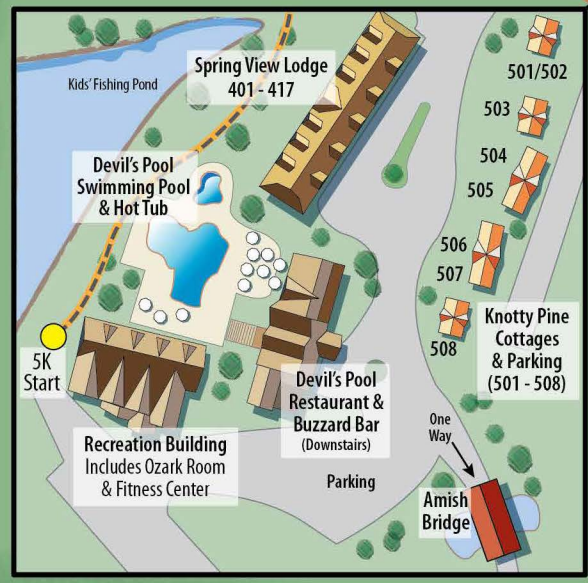 Kids' Fishing Pond
Spring View Lodge
401 - 417
501/502
503
504
505
506
507
508
Devil's Pool
Swimming Pool
& Hot Tub
Knotty Pine
Cottages
& Parking
(501 - 508)
5K
Start
Devil's Pool
Restaurant &
Buzzard Bar
(Downstairs)
Recreation Building
Includes Ozark Room
& Fitness Center
One
Way
Parking
Amish
Bridge